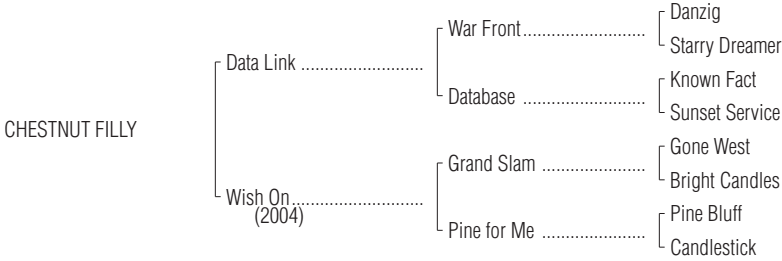 Danzig
War Front..........................
Starry Dreamer
Data Link ..........................
Known Fact
Database ..........................
Sunset Service
CHESTNUT FILLY
Gone West
Grand Slam ......................
Bright Candles
Wish On............................
(2004)
Pine Bluff
Pine for Me ......................
Candlestick